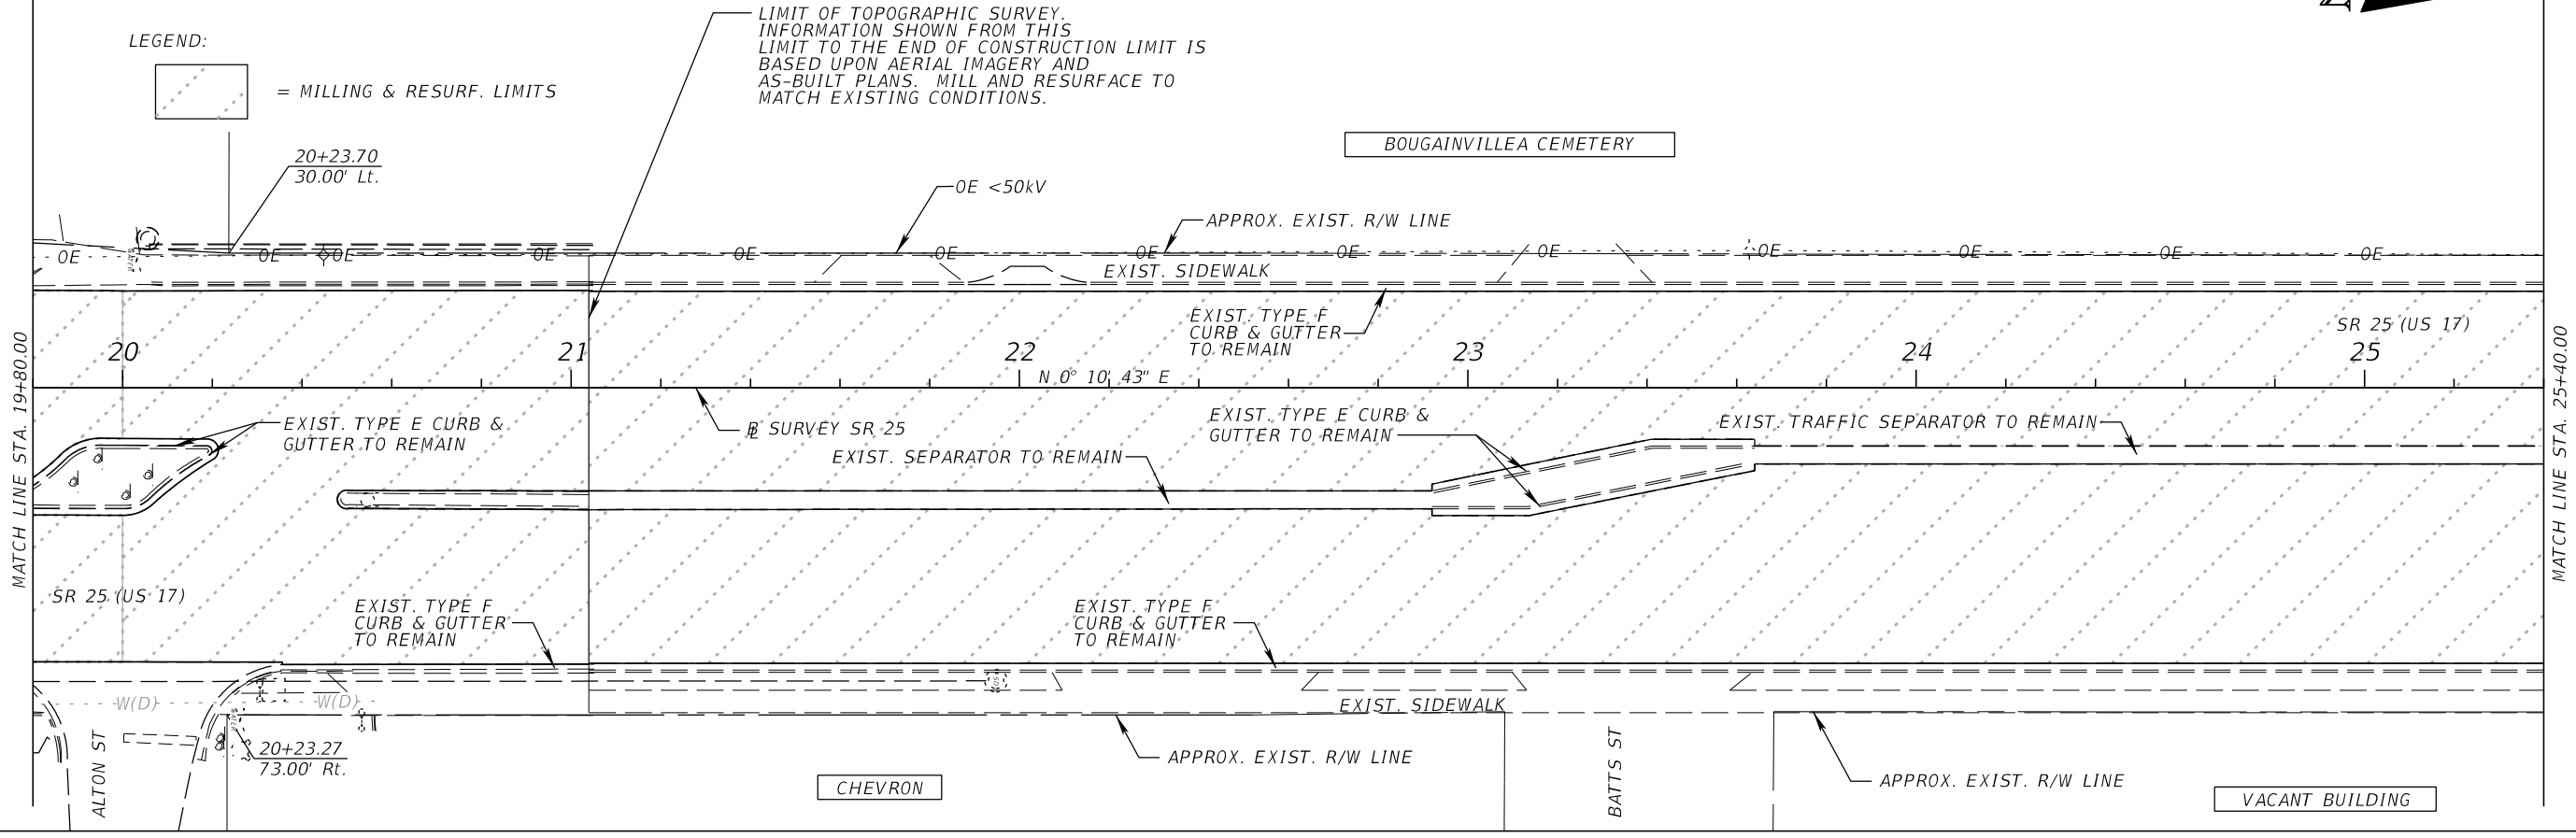 LIMIT OF TOPOGRAPHIC SURVEY.
INFORMATION SHOWN FROM THIS
LIMIT TO THE END OF CONSTRUCTION LIMIT IS
BASED UPON AERIAL IMAGERY AND
AS-BUILT PLANS. MILL AND RESURFACE TO
MATCH EXISTING CONDITIONS.
LEGEND:
= MILLING & RESURF. LIMITS
BOUGAINVILLEA CEMETERY
20+23.70
30.00' Lt.
OE <50kV
APPROX. EXIST. R/W LINE
OE
OE
OE
OE
OE
OE
OE
OE
OE
OE
OE
OE
OE
WATER
EXIST. SIDEWALK
EXIST. TYPE F
CURB & GUTTER
TO REMAIN
SR 25 (US 17)
20
21
22
23
24
25
N 0° 10' 43" E
MATCH LINE STA. 19+80.00
MATCH LINE STA. 25+40.00
EXIST. TYPE E CURB &
GUTTER TO REMAIN
BL SURVEY SR 25
EXIST. SEPARATOR TO REMAIN
EXIST. TYPE E CURB &
GUTTER TO REMAIN
EXIST. TRAFFIC SEPARATOR TO REMAIN
SR 25 (US 17)
EXIST. TYPE F
CURB & GUTTER
TO REMAIN
EXIST. TYPE F
CURB & GUTTER
TO REMAIN
W(D)
W(D)
WATER
EXIST. SIDEWALK
20+23.27
73.00' Rt.
ALTON ST
CHEVRON
APPROX. EXIST. R/W LINE
BATTS ST
APPROX. EXIST. R/W LINE
VACANT BUILDING